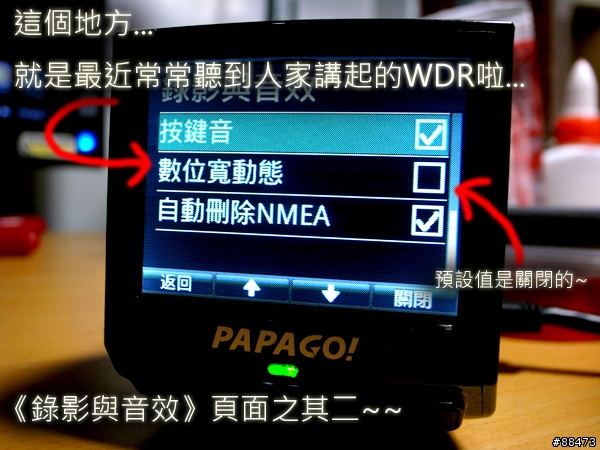 這個地方...
就是最近常常聽到人家講起的WDR啦...
錄影與音效
按鍵音
數位寬動態
自動刪除NMEA
預設值是關閉的~
返回
關閉
PAPAGO!
《錄影與音效》頁面之其二~~
#88473